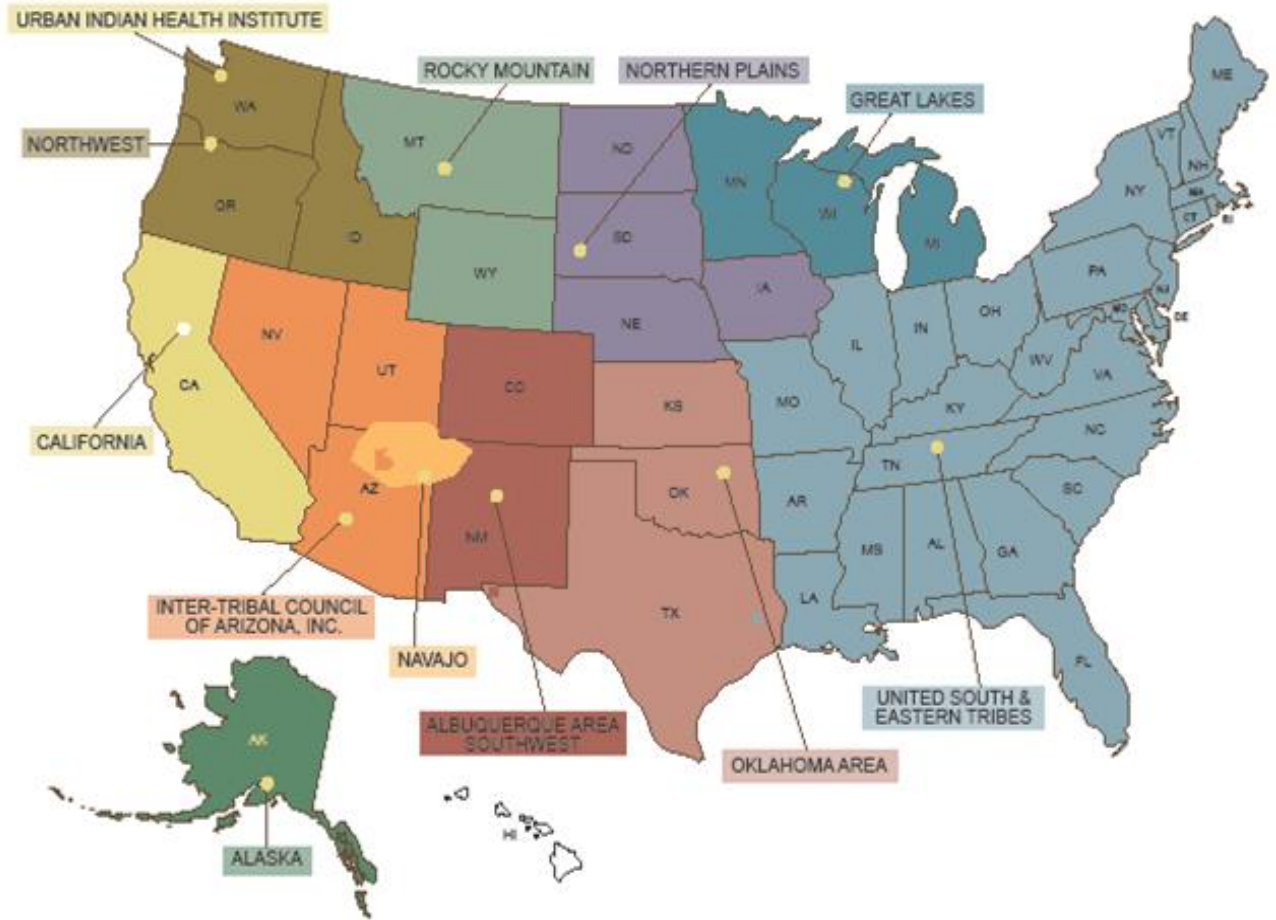 URBAN INDIAN HEALTH INSTITUTE
ROCKY MOUNTAIN
NORTHERN PLAINS
GREAT LAKES
NORTHWEST
CALIFORNIA
INTER-TRIBAL COUNCIL
OF ARIZONA, INC.
NAVAJO
ALBUQUERQUE AREA
SOUTHWEST
OKLAHOMA AREA
UNITED SOUTH &
EASTERN TRIBES
ALASKA
WA
OR
ID
MT
WY
ND
SD
NE
IA
MN
WI
MI
CA
NV
UT
AZ
CO
NM
KS
OK
TX
MO
AR
LA
IL
IN
OH
KY
TN
MS
AL
GA
FL
SC
NC
VA
WV
PA
NY
VT
NH
ME
MA
CT
RI
NJ
DE
MD
AK
HI